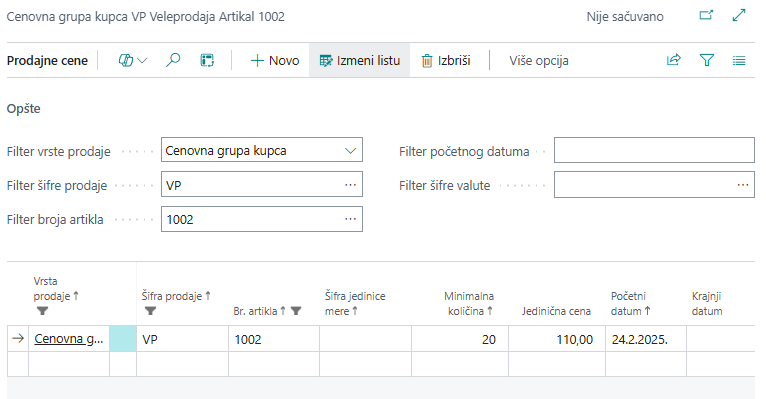 Cenovna grupa kupca VP Veleprodaja Artikal 1002
Nije sačuvano
Prodajne cene
Novo
Izmeni listu
Izbriši
Više opcija
Opšte
Filter vrste prodaje
Cenovna grupa kupca
Filter početnog datuma
Filter šifre prodaje
VP
Filter šifre valute
Filter broja artikla
1002
Vrsta
prodaje
Šifra prodaje
Br. artikla
Šifra jedinice
mere
Minimalna
količina
Jedinična cena
Početni
datum
Krajnji
datum
Cenovna g...
VP
1002
20
110,00
24.2.2025.